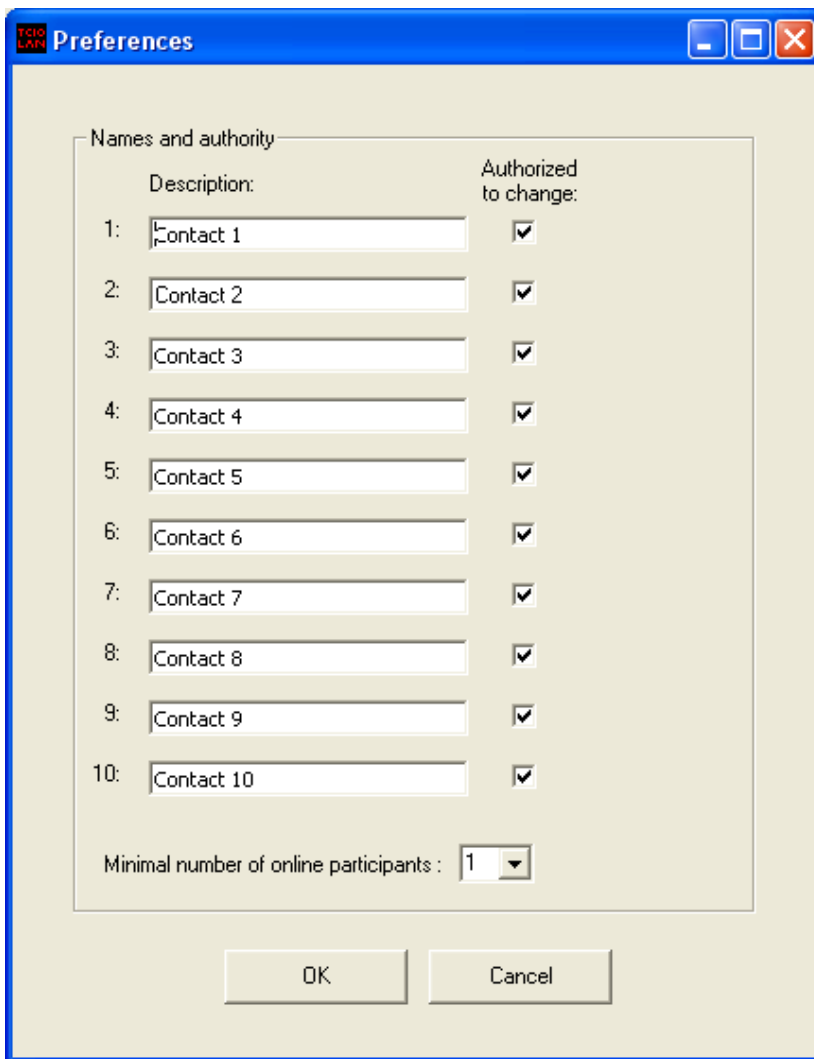 TCIO
LAN
Preferences
Names and authority
Description:
Authorized
to change:
1: Contact 1
2: Contact 2
3: Contact 3
4: Contact 4
5: Contact 5
6: Contact 6
7: Contact 7
8: Contact 8
9: Contact 9
10: Contact 10
Minimal number of online participants : 1
OK
Cancel